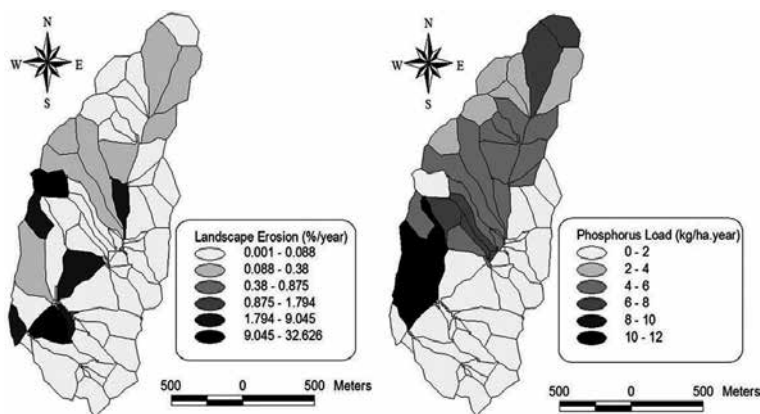 N
W E
S
Landscape Erosion (%/year)
0.001 - 0.088
0.088 - 0.38
0.38 - 0.875
0.875 - 1.794
1.794 - 9.045
9.045 - 32.626
500 0 500 Meters
N
W E
S
Phosphorus Load (kg/ha.year)
0 - 2
2 - 4
4 - 6
6 - 8
8 - 10
10 - 12
500 0 500 Meters